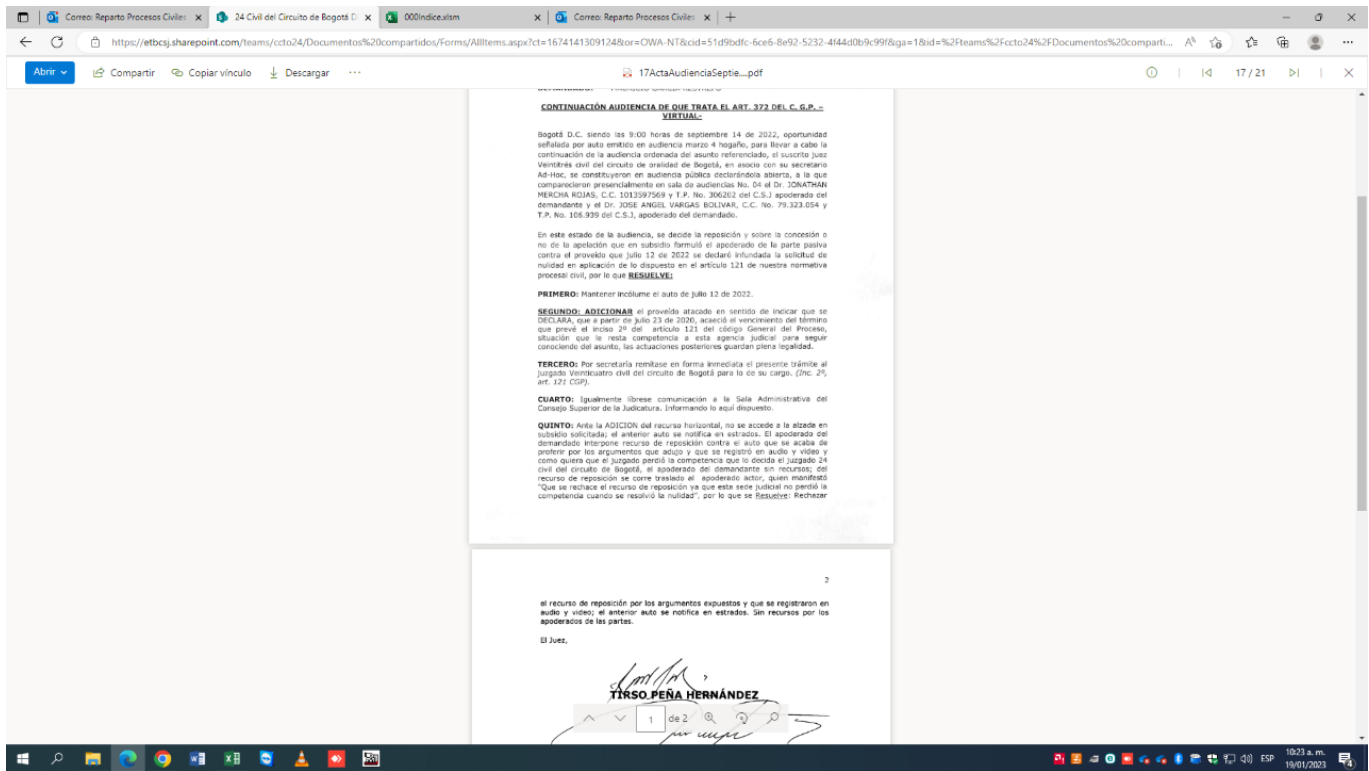 Correo: Reparto Procesos Civiles
24 Civil del Circuito de Bogotá D
000Indice.xlsm
Correo: Reparto Procesos Civiles
https://etbcsj.sharepoint.com/teams/ccto24/Documentos%20compartidos/Forms/AllItems.aspx?ct=1674141309124&or=OWA-NT&cid=51d9bdfc-6ce6-8e92-5232-4f44d0b9c99f&ga=1&id=%2Fteams%2Fccto24%2FDocumentos%20comparti...
Abrir
Compartir
Copiar vínculo
Descargar
17ActaAudienciaSeptie....pdf
17 / 21
CONTINUACIÓN AUDIENCIA DE QUE TRATA EL ART. 372 DEL C. G.P. –
VIRTUAL-
Bogotá D.C. siendo las 9:00 horas de septiembre 14 de 2022, oportunidad
señalada por auto emitido en audiencia marzo 4 hogaño, para llevar a cabo la
continuación de la audiencia ordenada del asunto referenciado, el suscrito juez
Veintitrés civil del circuito de oralidad de Bogotá, en asocio con su secretario
Ad-Hoc, se constituyeron en audiencia pública declarándola abierta, a la que
comparecieron presencialmente en sala de audiencias No. 04 el Dr. JONATHAN
MERCHA ROJAS, C.C. 1013597569 y T.P. No. 306202 del C.S.J apoderado del
demandante y el Dr. JOSE ANGEL VARGAS BOLIVAR, C.C. No. 79.323.054 y
T.P. No. 106.939 del C.S.J, apoderado del demandado.
En este estado de la audiencia, se decide la reposición y sobre la concesión o
no de la apelación que en subsidio formuló el apoderado de la parte pasiva
contra el proveído que julio 12 de 2022 se declaró infundada la solicitud de
nulidad en aplicación de lo dispuesto en el artículo 121 de nuestra normativa
procesal civil, por lo que RESUELVE:
PRIMERO: Mantener incólume el auto de julio 12 de 2022.
SEGUNDO: ADICIONAR el proveído atacado en sentido de indicar que se
DECLARA, que a partir de julio 23 de 2020, acaeció el vencimiento del término
que prevé el inciso 2º del artículo 121 del código General del Proceso,
situación que le resta competencia a esta agencia judicial para seguir
conociendo del asunto, las actuaciones posteriores guardan plena legalidad.
TERCERO: Por secretaría remítase en forma inmediata el presente trámite al
juzgado Veinticuatro civil del circuito de Bogotá para lo de su cargo. (Inc. 2º,
art. 121 CGP).
CUARTO: Igualmente líbrese comunicación a la Sala Administrativa del
Consejo Superior de la Judicatura. Informando lo aquí dispuesto.
QUINTO: Ante la ADICION del recurso horizontal, no se accede a la alzada en
subsidio solicitada; el anterior auto se notifica en estrados. El apoderado del
demandado interpone recurso de reposición contra el auto que se acaba de
proferir por los argumentos que adujo y que se registró en audio y video y
como quiera que el juzgado perdió la competencia que lo decida el juzgado 24
civil del circuito de Bogotá, el apoderado del demandante sin recursos; del
recurso de reposición se corre traslado al apoderado actor, quien manifestó
"Que se rechace el recurso de reposición ya que esta sede judicial no perdió la
competencia cuando se resolvió la nulidad", por lo que se Resuelve: Rechazar
2
el recurso de reposición por los argumentos expuestos y que se registraron en
audio y video; el anterior auto se notifica en estrados. Sin recursos por los
apoderados de las partes.
El Juez,
TIRSO PEÑA HERNÁNDEZ
1 de 2
ESP
10:23 a. m.
19/01/2023